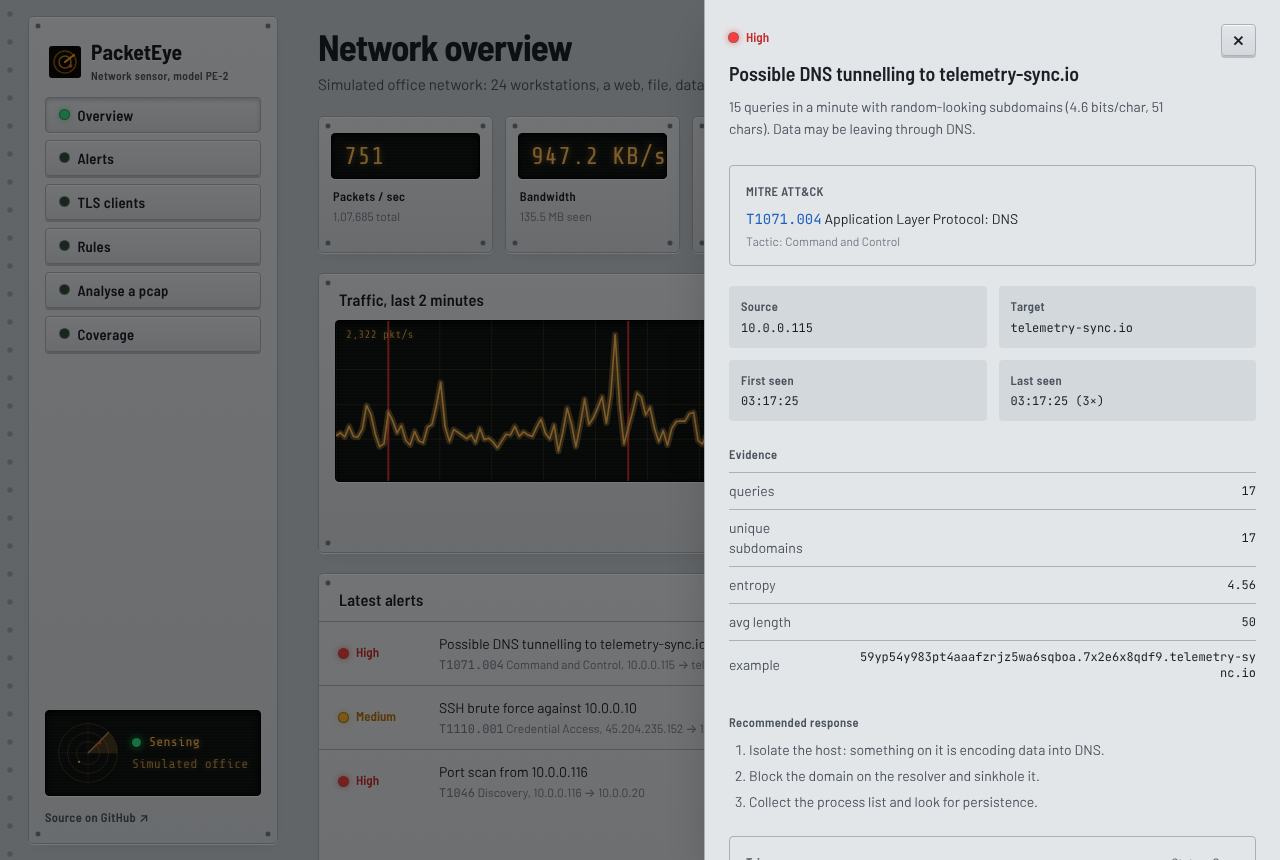 PacketEye
Network sensor, model PE-2
Overview
Alerts
TLS clients
Rules
Analyse a pcap
Coverage
Sensing
Simulated office
Source on GitHub ↗
Network overview
Simulated office network: 24 workstations, a web, file, data
751
Packets / sec
1,07,685 total
947.2 KB/s
Bandwidth
135.5 MB seen
Traffic, last 2 minutes
2,322 pkt/s
Latest alerts
High
Possible DNS tunnelling to telemetry-sync.io
T1071.004 Command and Control, 10.0.0.115 → tel
Medium
SSH brute force against 10.0.0.10
T1110.001 Credential Access, 45.204.235.152 → 1
High
Port scan from 10.0.0.116
T1046 Discovery, 10.0.0.116 → 10.0.0.20
High
×
Possible DNS tunnelling to telemetry-sync.io
15 queries in a minute with random-looking subdomains (4.6 bits/char, 51
chars). Data may be leaving through DNS.
MITRE ATT&CK
T1071.004 Application Layer Protocol: DNS
Tactic: Command and Control
Source
10.0.0.115
Target
telemetry-sync.io
First seen
03:17:25
Last seen
03:17:25 (3×)
Evidence
queries 17
unique
subdomains 17
entropy 4.56
avg length 50
example 59yp54y983pt4aaafzrjz5wa6sqboa.7x2e6x8qdf9.telemetry-sy
nc.io
Recommended response
1. Isolate the host: something on it is encoding data into DNS.
2. Block the domain on the resolver and sinkhole it.
3. Collect the process list and look for persistence.